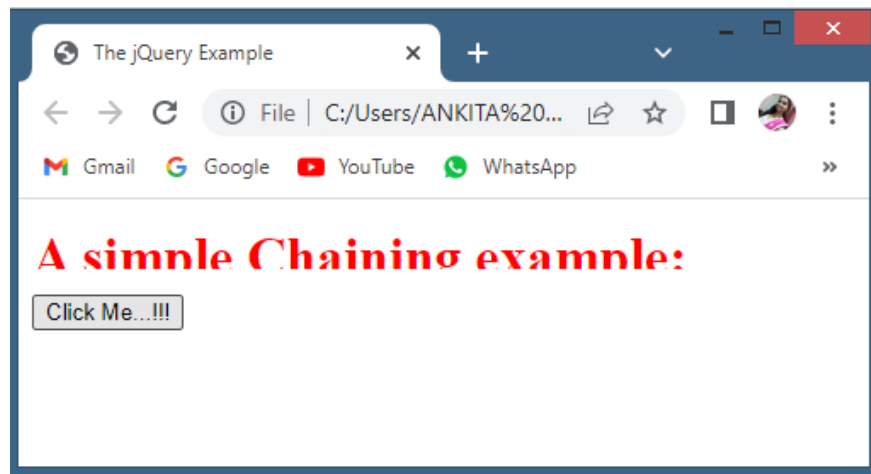 The jQuery Example
File | C:/Users/ANKITA%20...
Gmail Google YouTube WhatsApp
A simple Chaining example:
Click Me...!!!